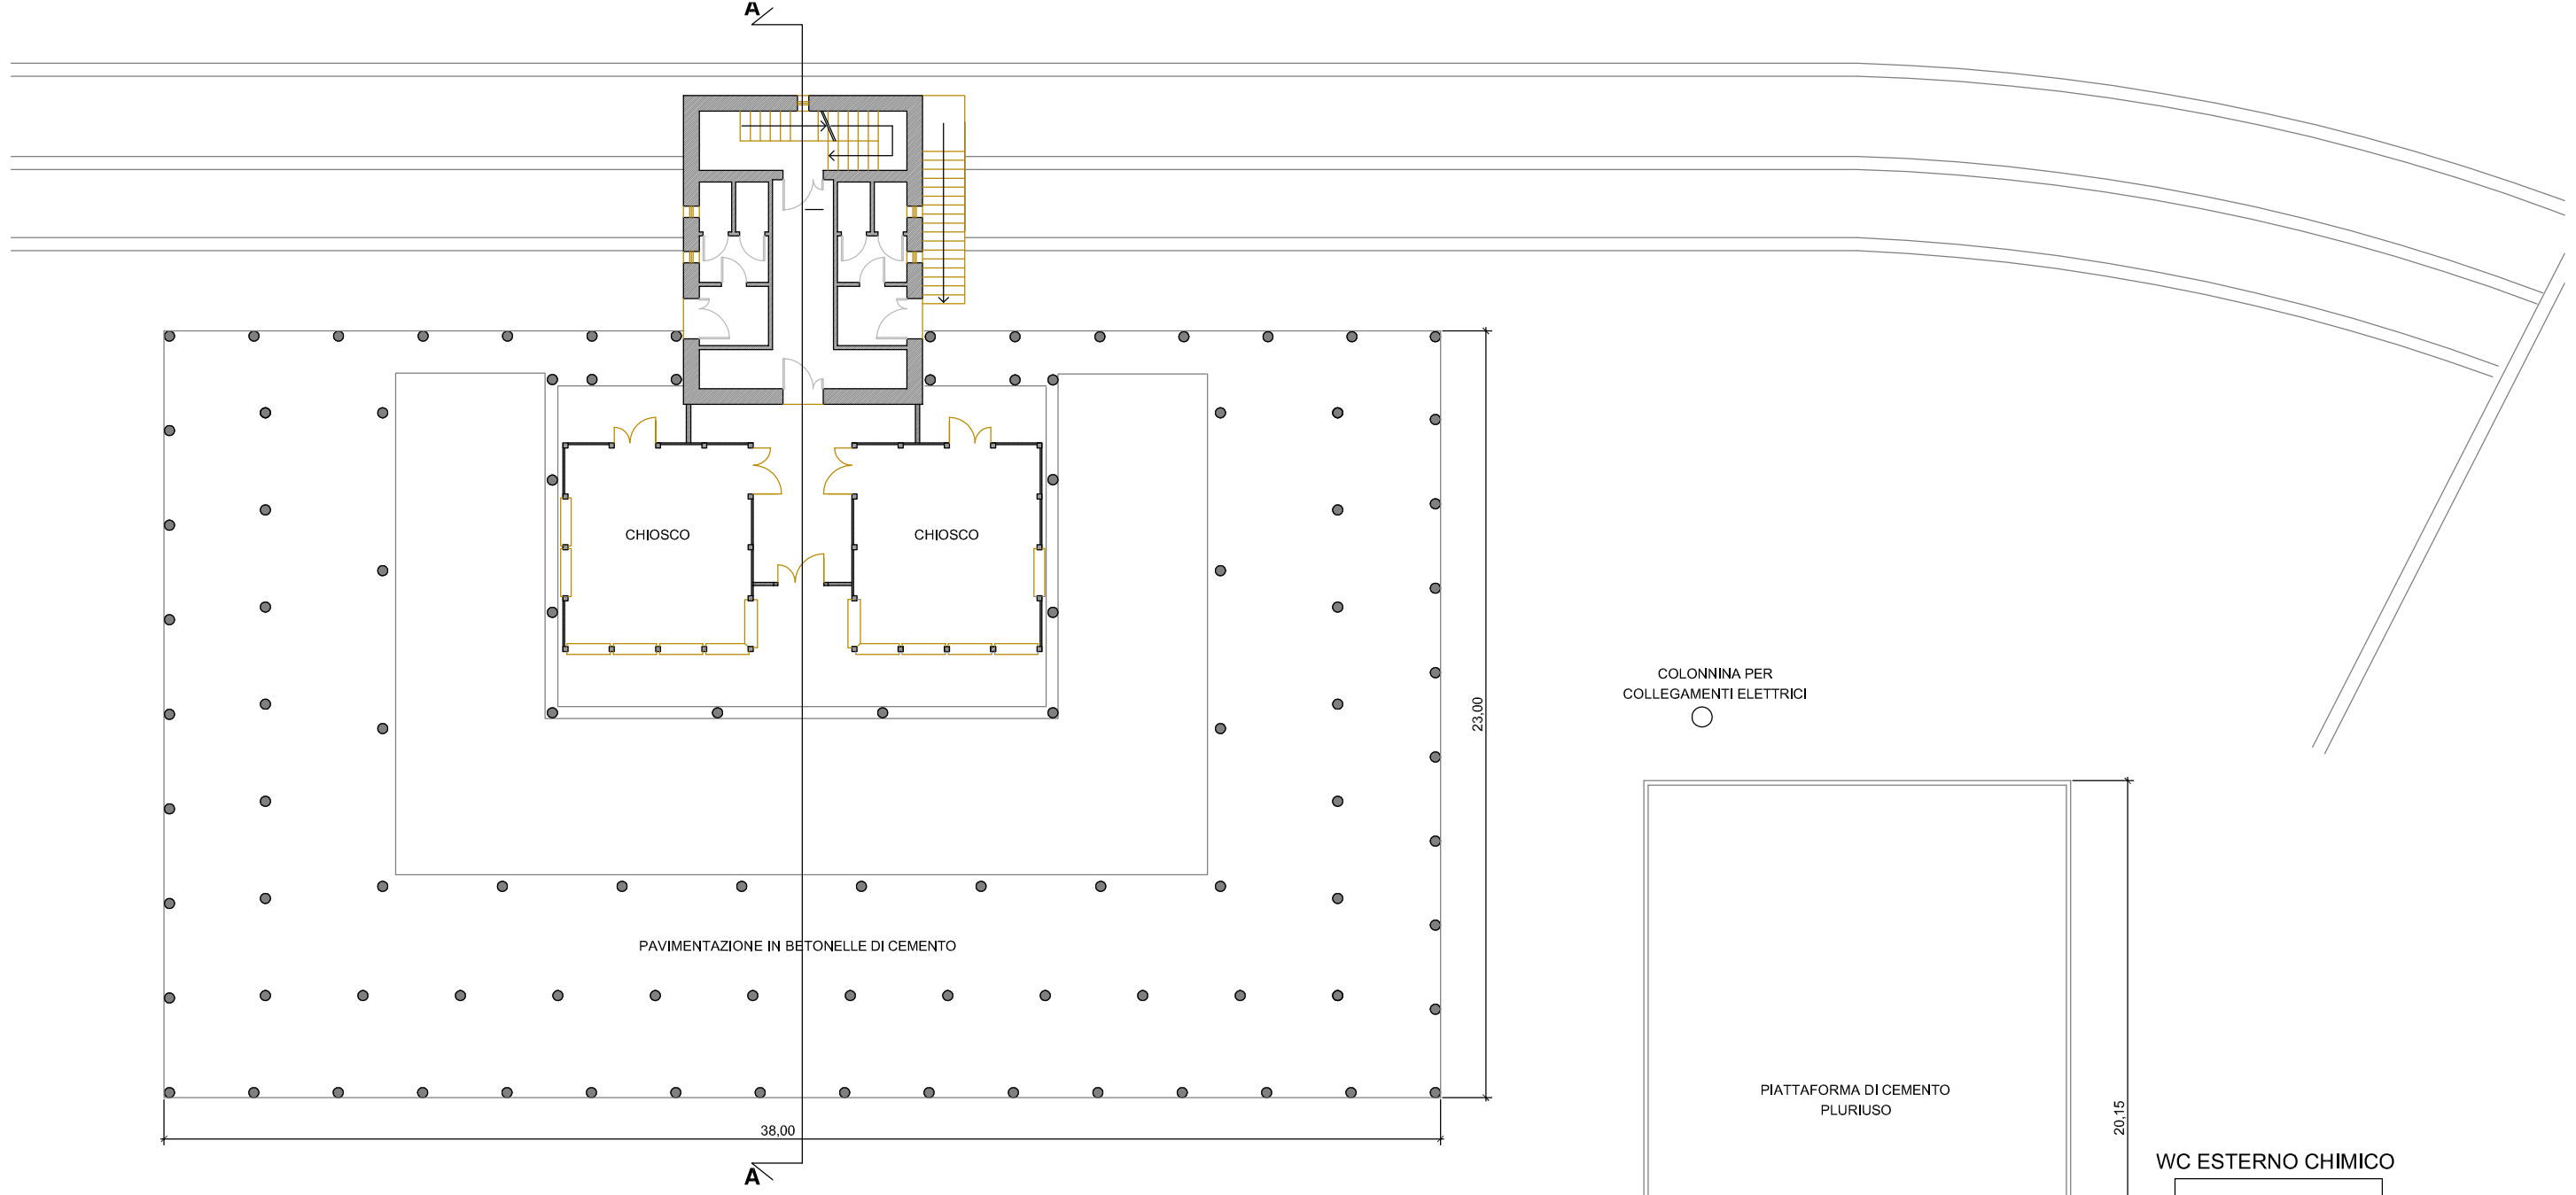 A
CHIOSCO
CHIOSCO
COLONNINA PER
COLLEGAMENTI ELETTRICI
23,00
PAVIMENTAZIONE IN BETONELLE DI CEMENTO
PIATTAFORMA DI CEMENTO
PLURIUSO
20,15
38,00
WC ESTERNO CHIMICO
A